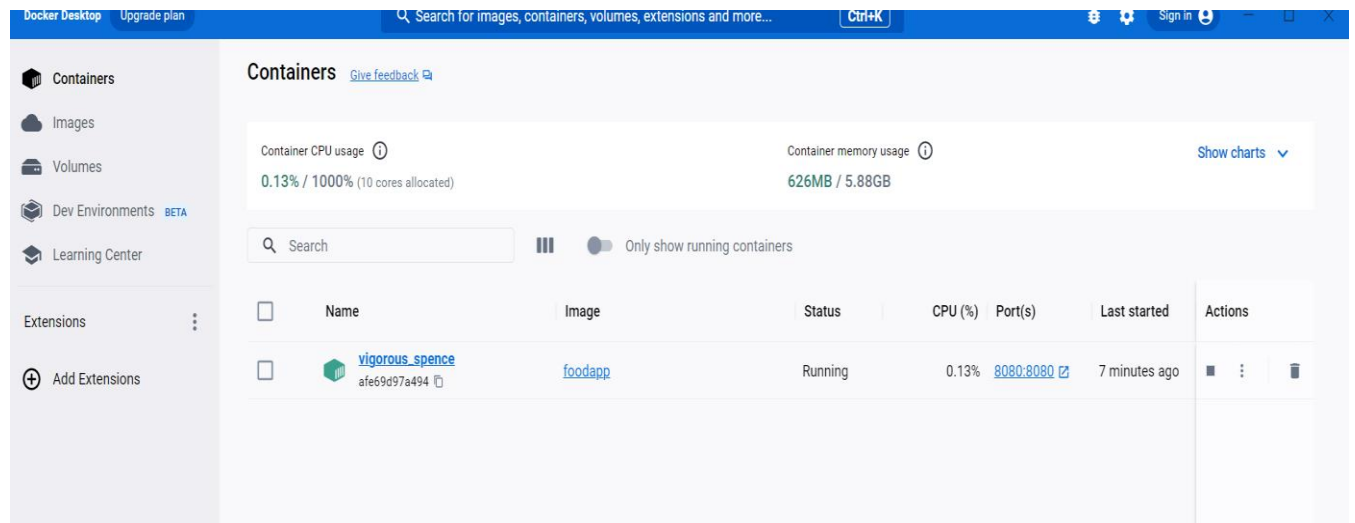 Docker Desktop Upgrade plan Search for images, containers, volumes, extensions and more... Ctrl+K Sign in
Containers
Images
Volumes
Dev Environments BETA
Learning Center
Extensions
Add Extensions
Containers Give feedback
Container CPU usage
0.13% / 1000% (10 cores allocated)
Container memory usage
626MB / 5.88GB
Show charts
Search
Only show running containers
Name Image Status CPU (%) Port(s) Last started Actions
vigorous_spence foodapp Running 0.13% 8080:8080 7 minutes ago
afe69d97a494